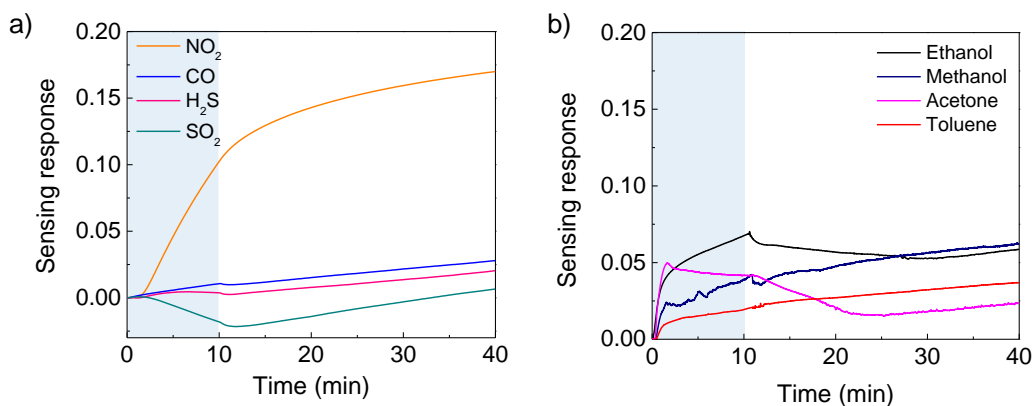 a)
0.20
0.15
0.10
0.05
0.00
Sensing response
NO₂
CO
H₂S
SO₂
0
10
20
30
40
Time (min)
b)
0.20
0.15
0.10
0.05
0.00
Sensing response
Ethanol
Methanol
Acetone
Toluene
0
10
20
30
40
Time (min)